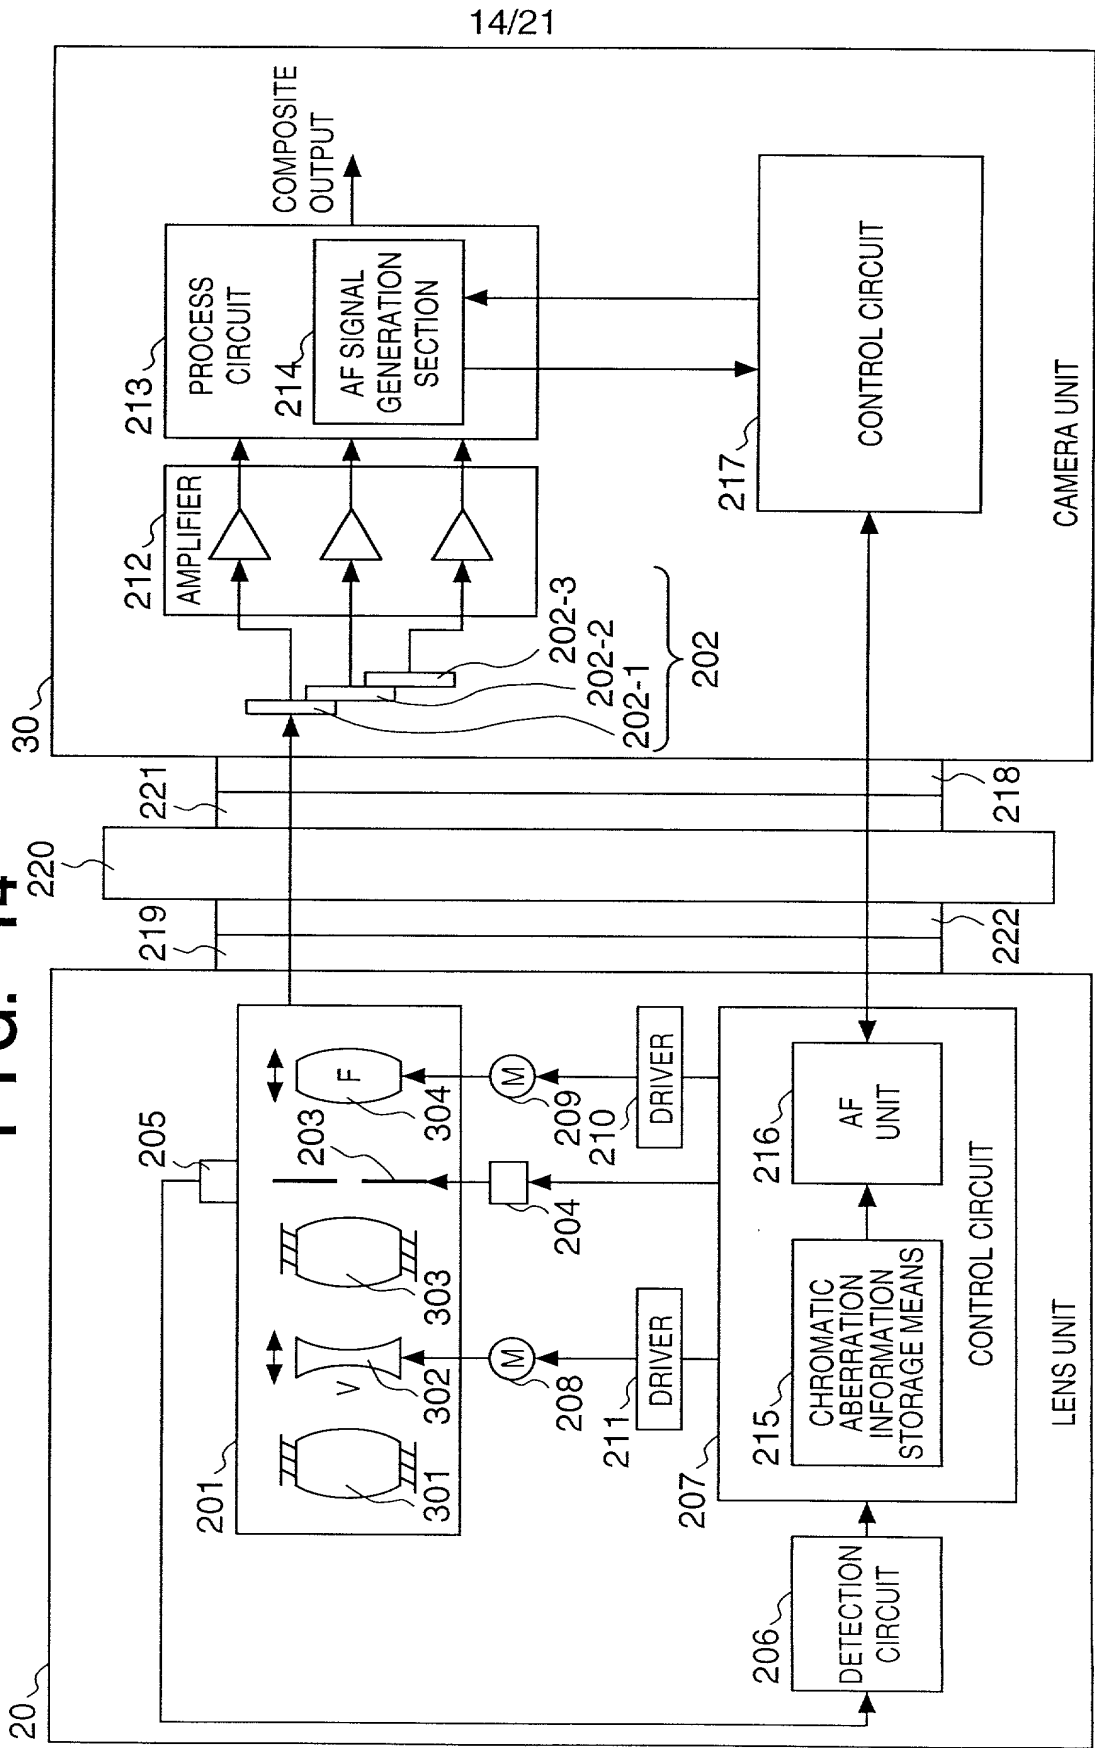 14/21
FIG. 14
20
201
205
301
V
302
303
203
F
304
M
208
204
M
209
211
DRIVER
210
DRIVER
206
DETECTION
CIRCUIT
207
215
CHROMATIC
ABERRATION
INFORMATION
STORAGE MEANS
216
AF
UNIT
CONTROL CIRCUIT
LENS UNIT
219
222
220
221
218
30
202-1
202-2
202-3
202
212
AMPLIFIER
213
PROCESS
CIRCUIT
214
AF SIGNAL
GENERATION
SECTION
COMPOSITE
OUTPUT
217
CONTROL CIRCUIT
CAMERA UNIT